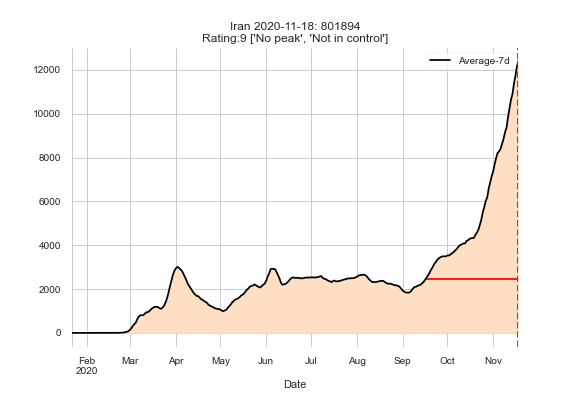 Iran 2020-11-18: 801894
Rating:9 ['No peak', 'Not in control']
Average-7d
12000
10000
8000
6000
4000
2000
0
Feb Mar Apr May Jun Jul Aug Sep Oct Nov
2020
Date